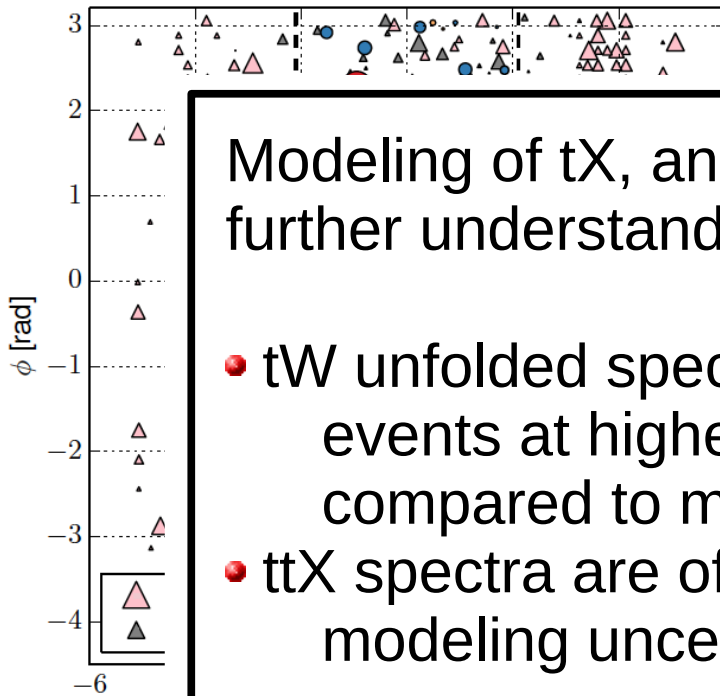 3
2
1
0
−1
−2
−3
−4
−6
ϕ [rad]
Modeling of tX, an
further understand
• tW unfolded spec
events at highe
compared to m
• ttX spectra are of
modeling unce